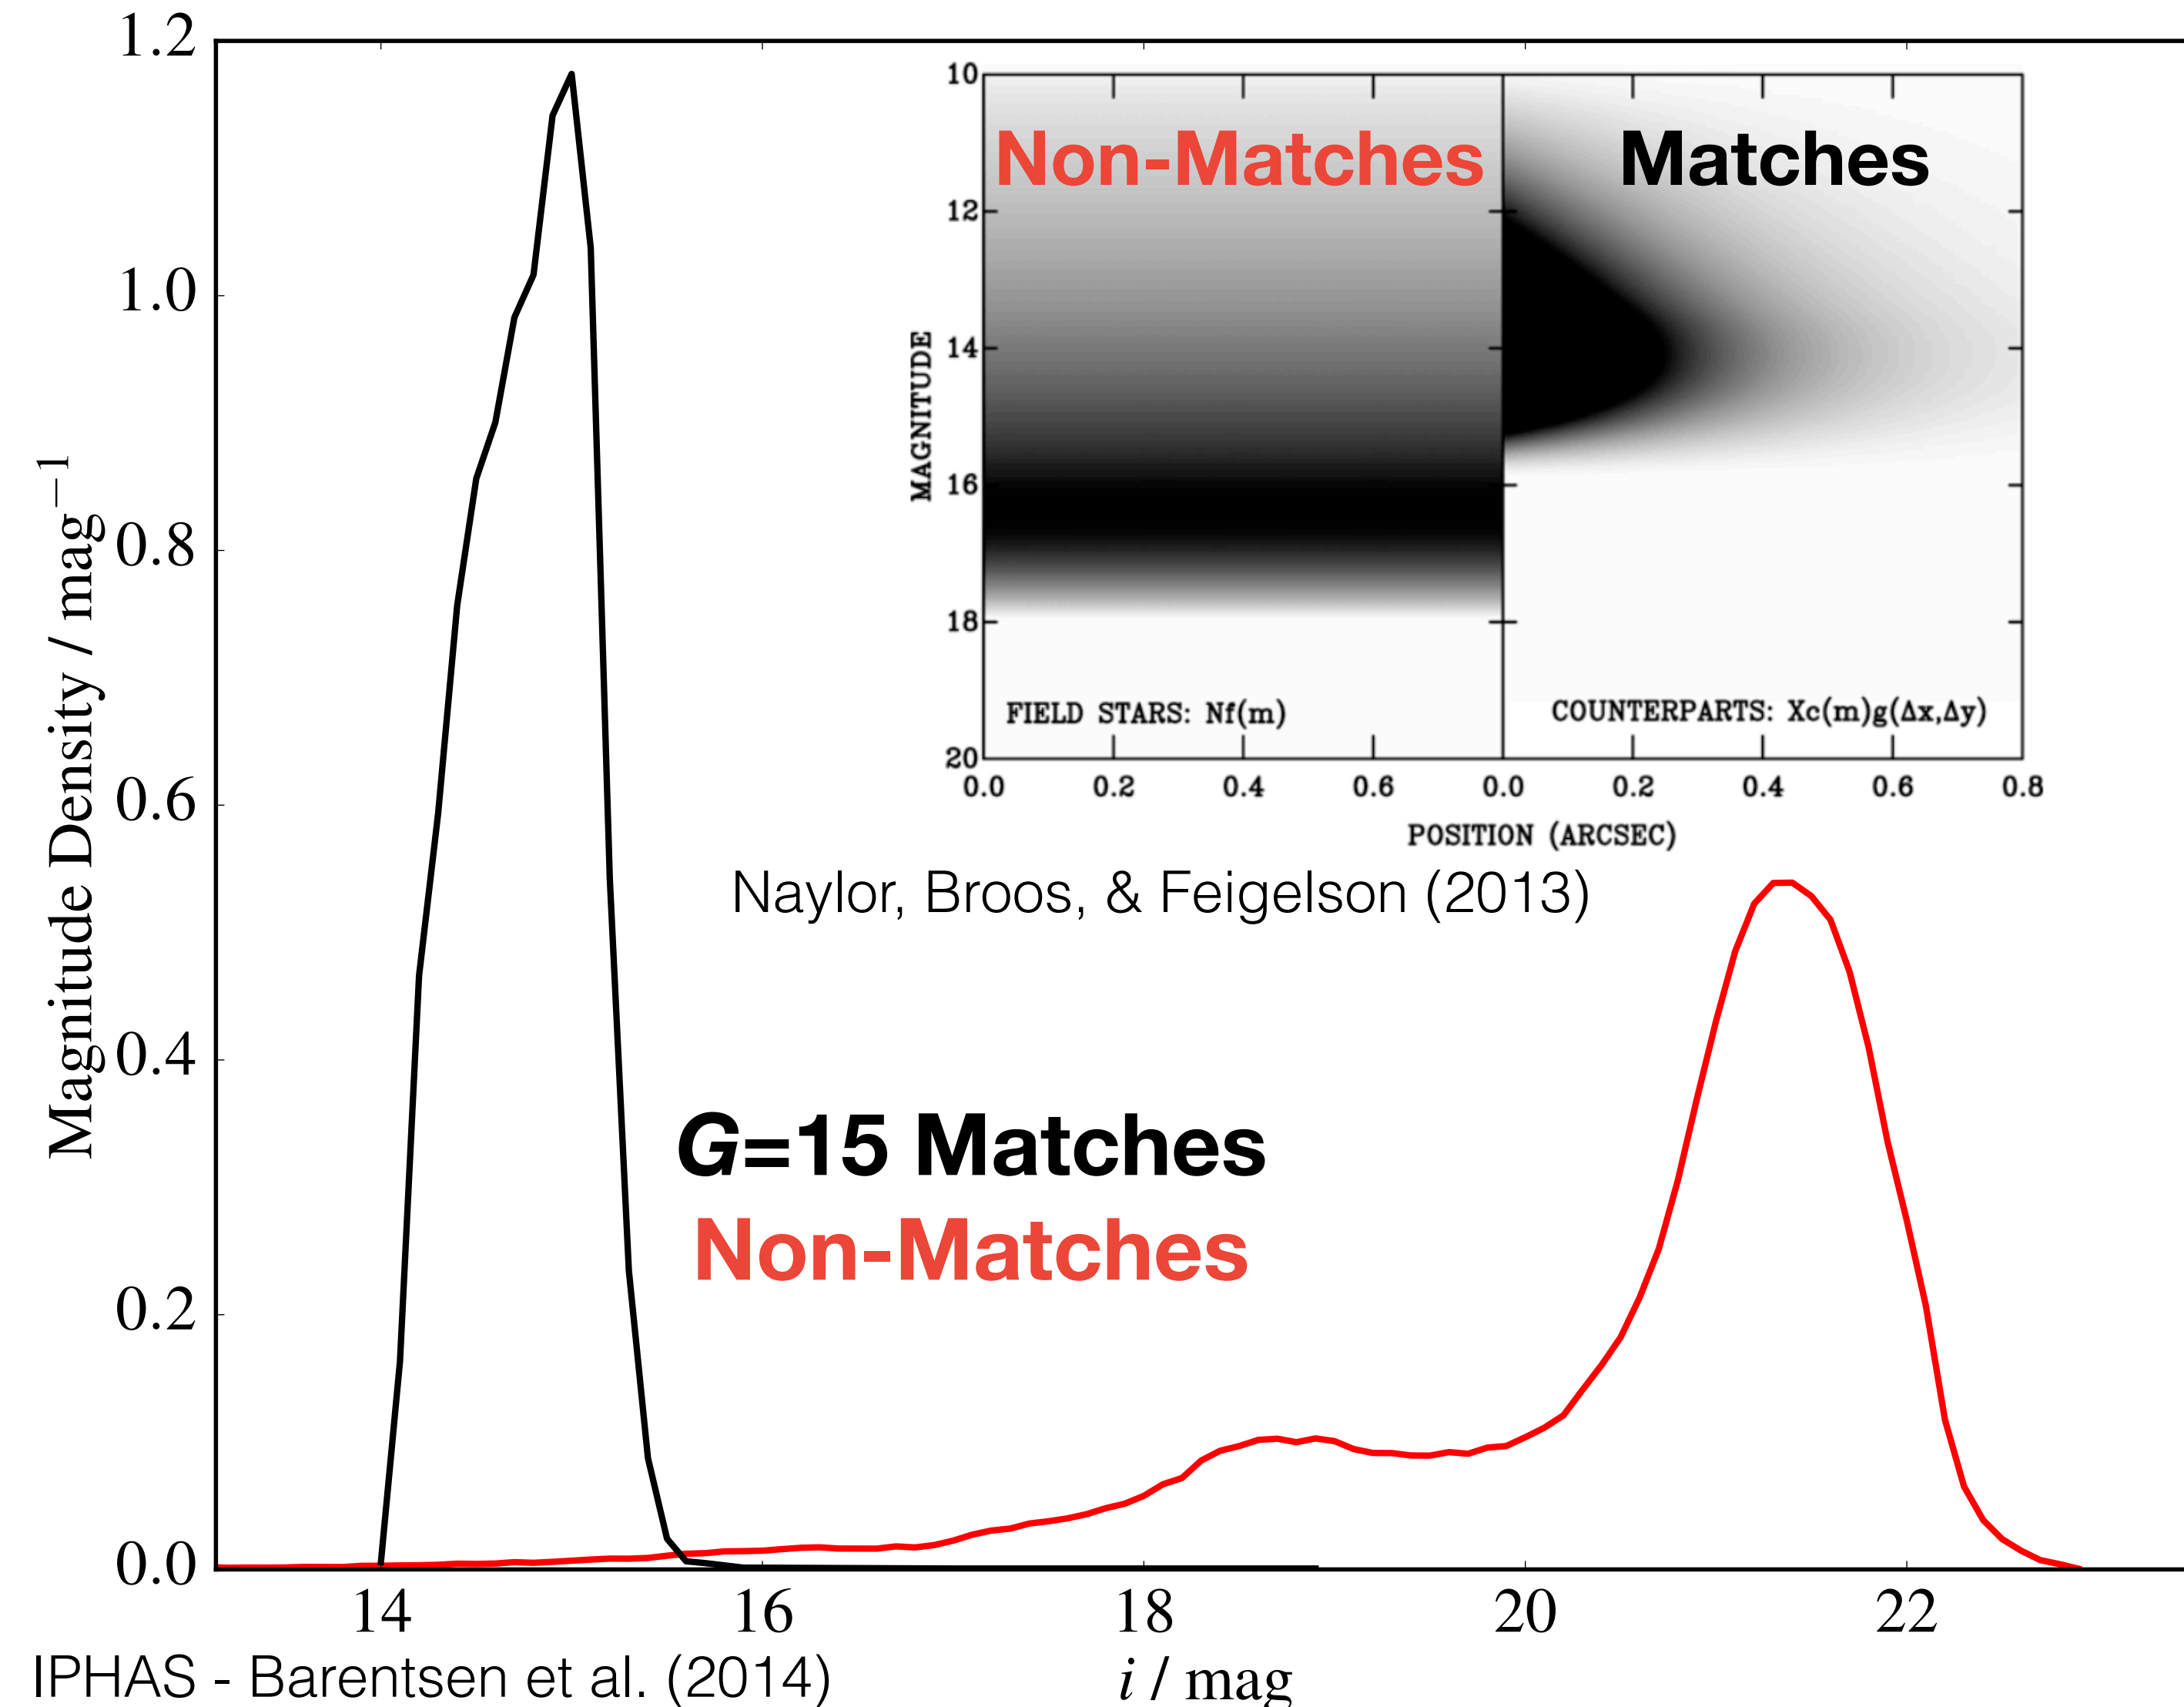 1.2
1.0
0.8
0.6
0.4
0.2
0.0
Magnitude Density / mag⁻¹
10
12
14
16
18
20
MAGNITUDE
Non-Matches
Matches
FIELD STARS: Nf(m)
COUNTERPARTS: Xc(m)g(Δx,Δy)
0.0 0.2 0.4 0.6 0.0 0.2 0.4 0.6 0.8
POSITION (ARCSEC)
Naylor, Broos, & Feigelson (2013)
G=15 Matches
Non-Matches
14 16 18 20 22
i / mag
IPHAS - Barentsen et al. (2014)